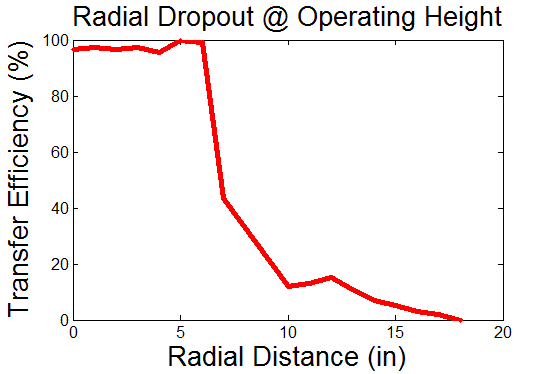 Radial Dropout @ Operating Height
Transfer Efficiency (%)
100
80
60
40
20
0
0 5 10 15 20
Radial Distance (in)